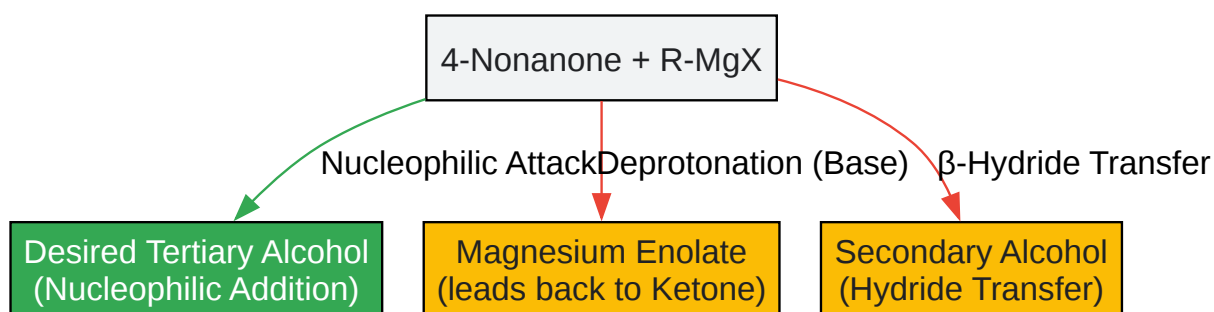 4-Nonanone + R-MgX
Nucleophilic Attack
Deprotonation (Base)
β-Hydride Transfer
Desired Tertiary Alcohol
(Nucleophilic Addition)
Magnesium Enolate
(leads back to Ketone)
Secondary Alcohol
(Hydride Transfer)